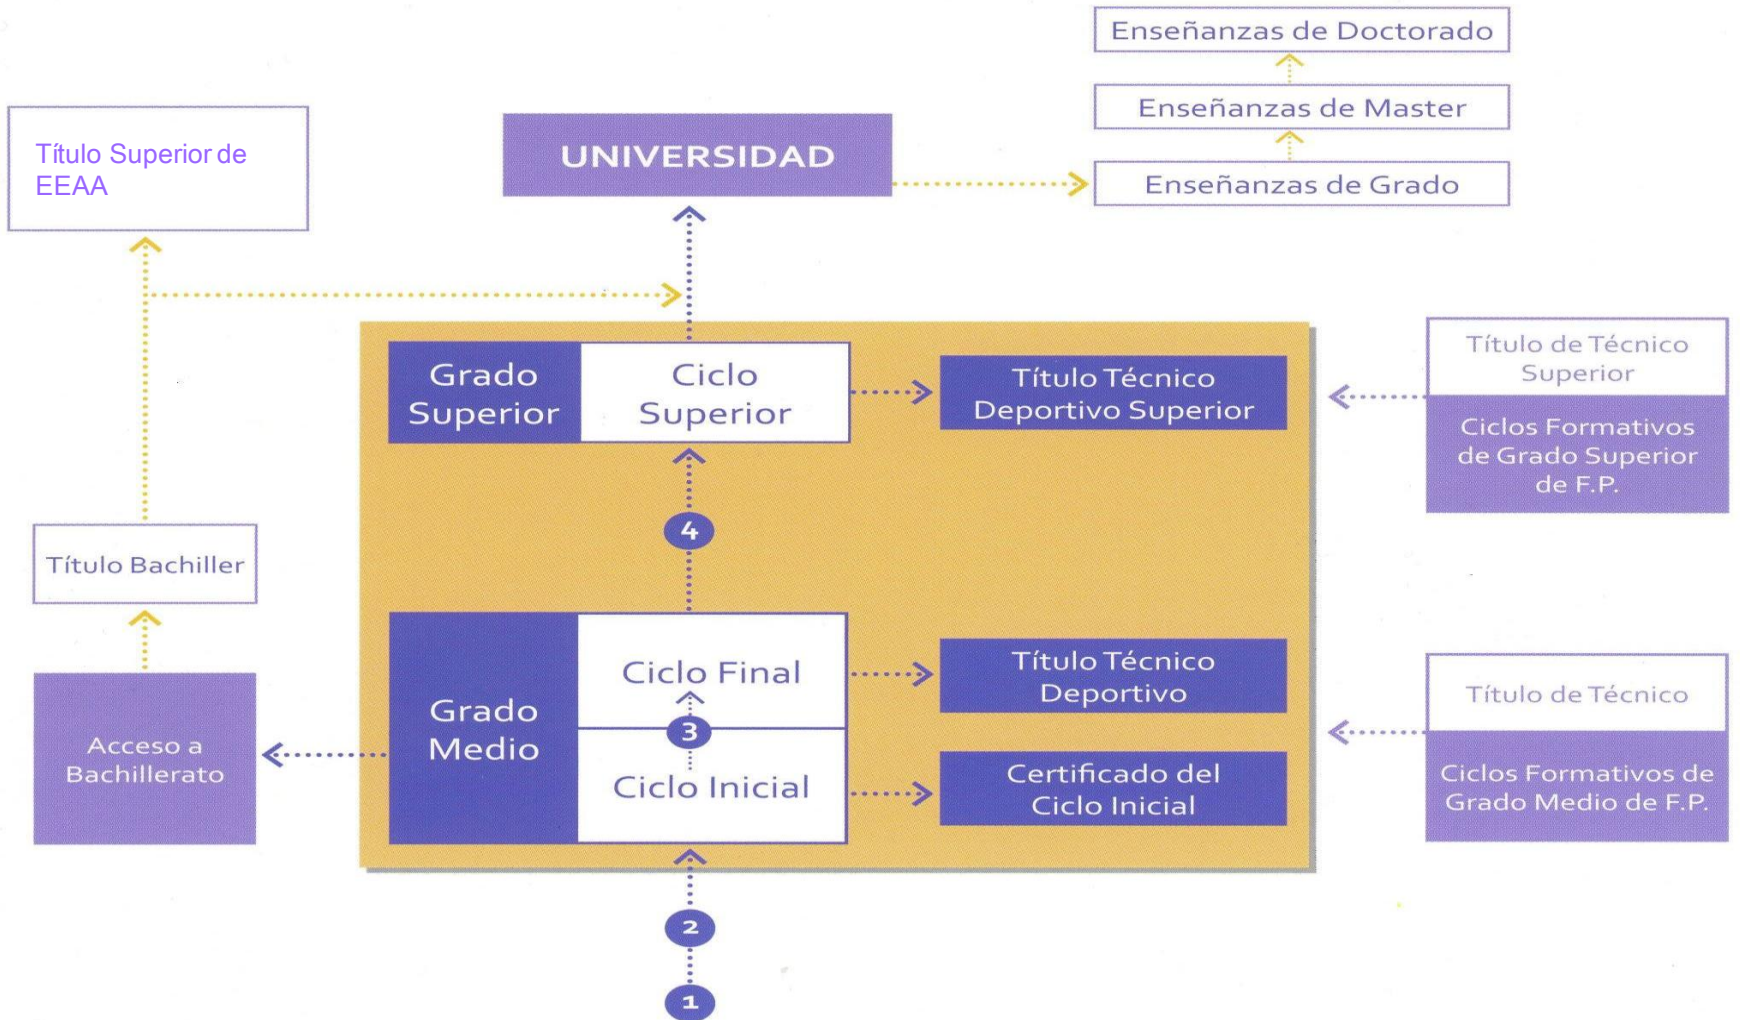 Enseñanzas de Doctorado
Enseñanzas de Master
Enseñanzas de Grado
UNIVERSIDAD
Título Superior de
EEAA
Grado
Superior
Ciclo
Superior
Título Técnico
Deportivo Superior
Título de Técnico
Superior
Ciclos Formativos
de Grado Superior
de F.P.
4
Título Bachiller
Acceso a
Bachillerato
Grado
Medio
Ciclo Final
3
Ciclo Inicial
Título Técnico
Deportivo
Certificado del
Ciclo Inicial
Título de Técnico
Ciclos Formativos de
Grado Medio de F.P.
2
1